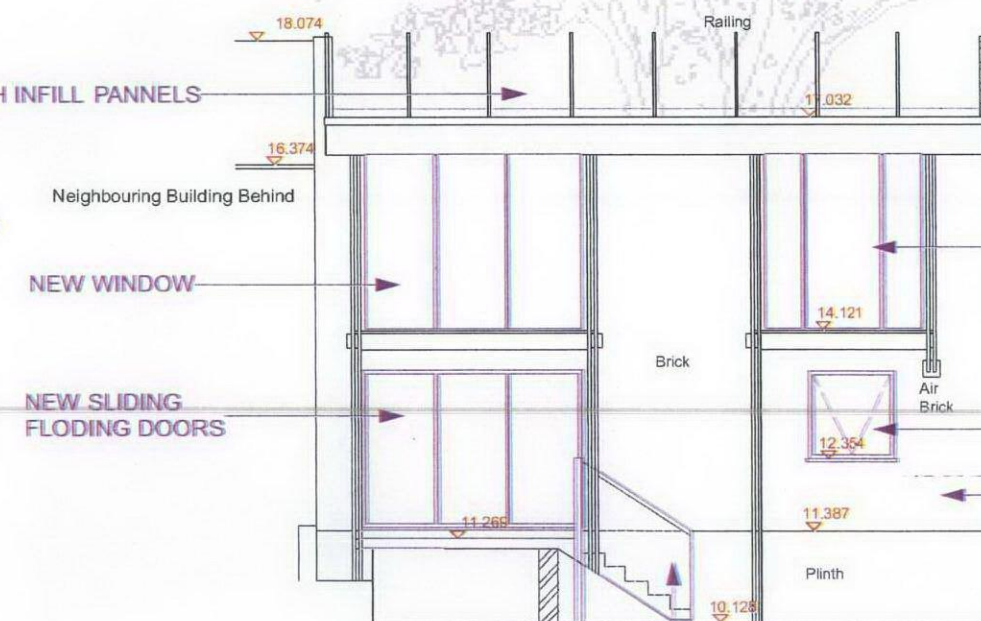 18.074
Railing
H INFILL PANNELS
17.032
16.374
Neighbouring Building Behind
NEW WINDOW
14.121
Brick
Air
Brick
NEW SLIDING
FLODING DOORS
12.354
11.387
11.269
Plinth
10.128